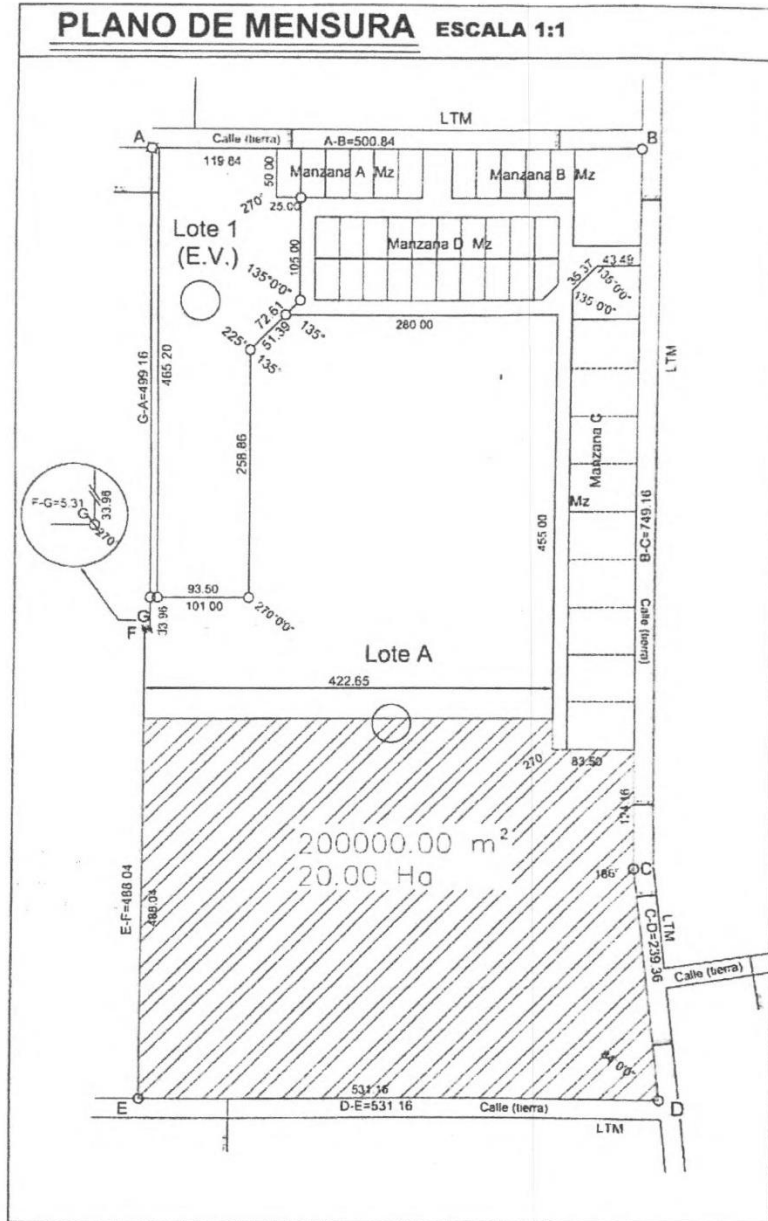 PLANO DE MENSURA ESCALA 1:1
LTM
A
Calle (tierra)
A-B=500.84
B
119.84
50.00
Manzana A Mz
Manzana B Mz
270°
25.00
Lote 1
(E.V.)
Manzana D Mz
105.00
135°0'0"
35.37
43.49
135°0'0"
135°0'0"
72.61
51.39
135°
280.00
225°
135°
LTM
G-A=499.16
465.20
258.86
Manzana C
Mz
F-G=5.31
G
33.96
270°
455.00
B-C=749.16
93.50
101.00
270°0'0"
G
F
33.96
Calle (tierra)
Lote A
422.65
270
83.50
124.16
200000.00 m²
20.00 Ha
186°
C
E-F=488.04
488.04
C-D=239.36
LTM
Calle (tierra)
84°0'0"
531.16
E
D-E=531.16
Calle (tierra)
D
LTM